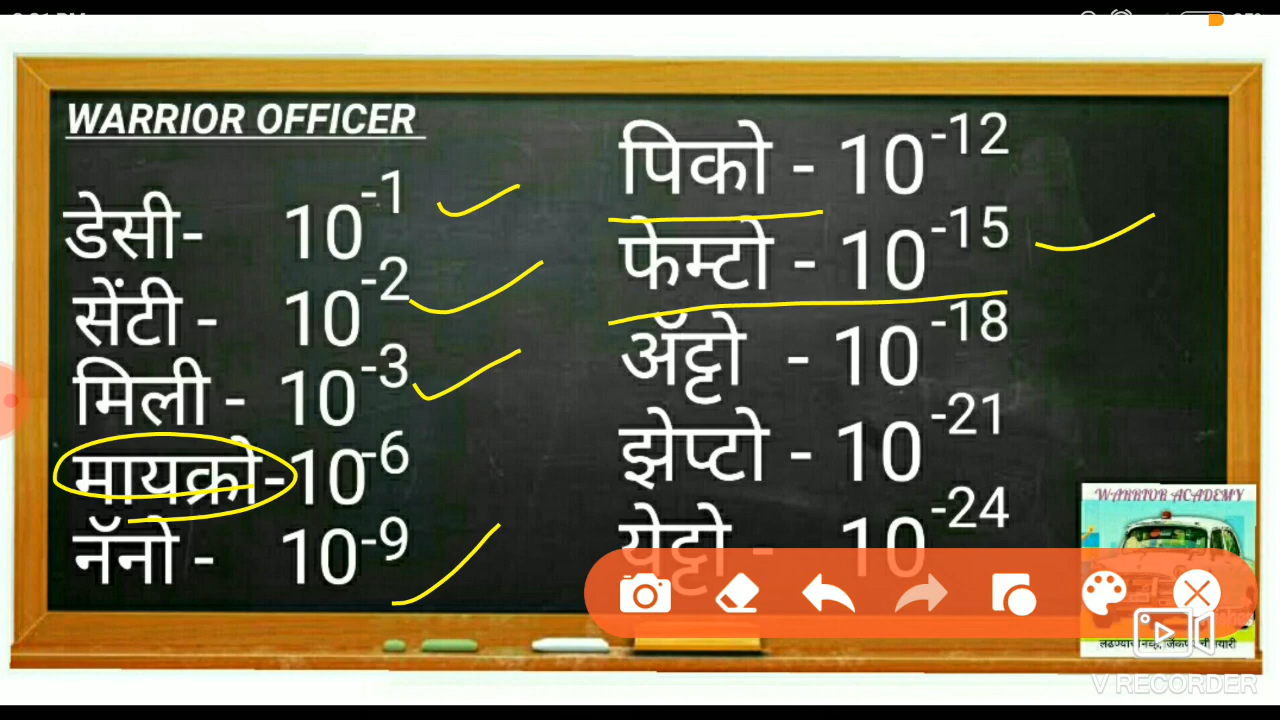 WARRIOR OFFICER
डेसी- 10^-1
सेंटी - 10^-2
मिली - 10^-3
मायक्रो-10^-6
नॅनो - 10^-9
पिको - 10^-12
फेम्टो - 10^-15
ॲट्टो - 10^-18
झेप्टो - 10^-21
येट्टो - 10^-24
WARRIOR ACADEMY
V RECORDER